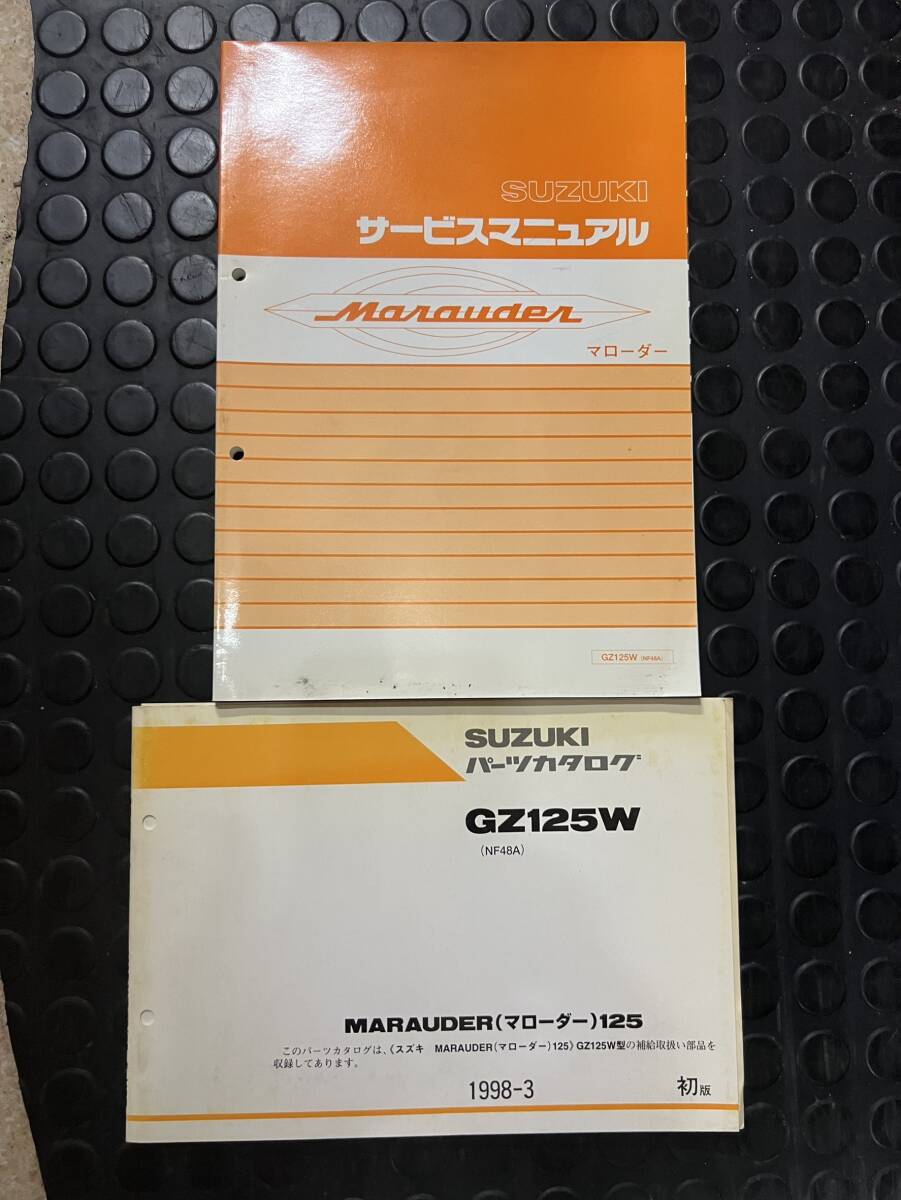 SUZUKI
サービスマニュアル
Marauder
マローダー
GZ125W (NF48A)
SUZUKI
パーツカタログ
GZ125W
(NF48A)
MARAUDER(マローダー)125
このパーツカタログは、〈スズキ MARAUDER(マローダー)125〉GZ125W型の補給取扱い部品を
収録してあります。
1998-3 初版